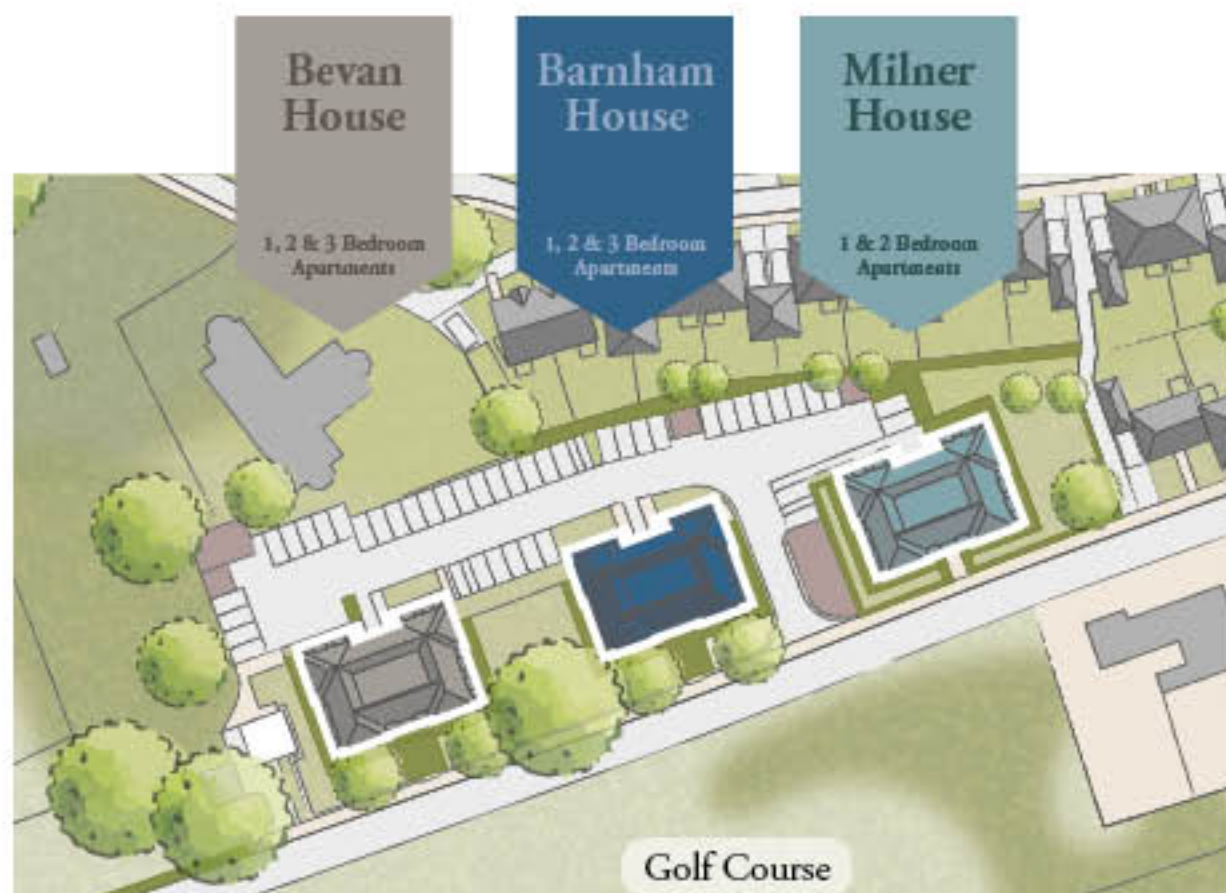 Bevan
House
1, 2 & 3 Bedroom
Apartments
Barnham
House
1, 2 & 3 Bedroom
Apartments
Milner
House
1 & 2 Bedroom
Apartments
Golf Course